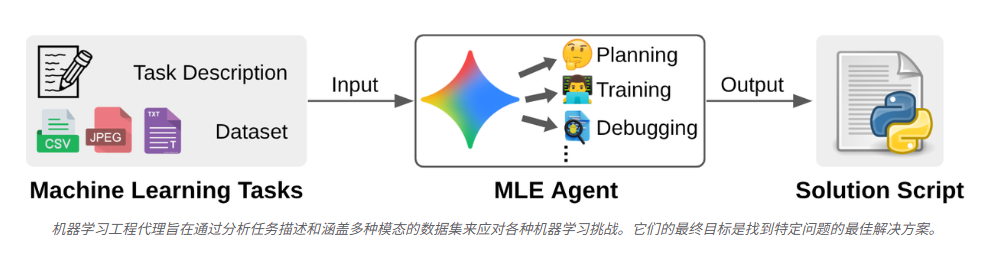 Task Description
Input
Planning
Training
Output
CSV
JPEG
TXT
T
Dataset
Debugging
Machine Learning Tasks
MLE Agent
Solution Script
机器学习工程代理旨在通过分析任务描述和涵盖多种模态的数据集来应对各种机器学习挑战。它们的最终目标是找到特定问题的最佳解决方案。